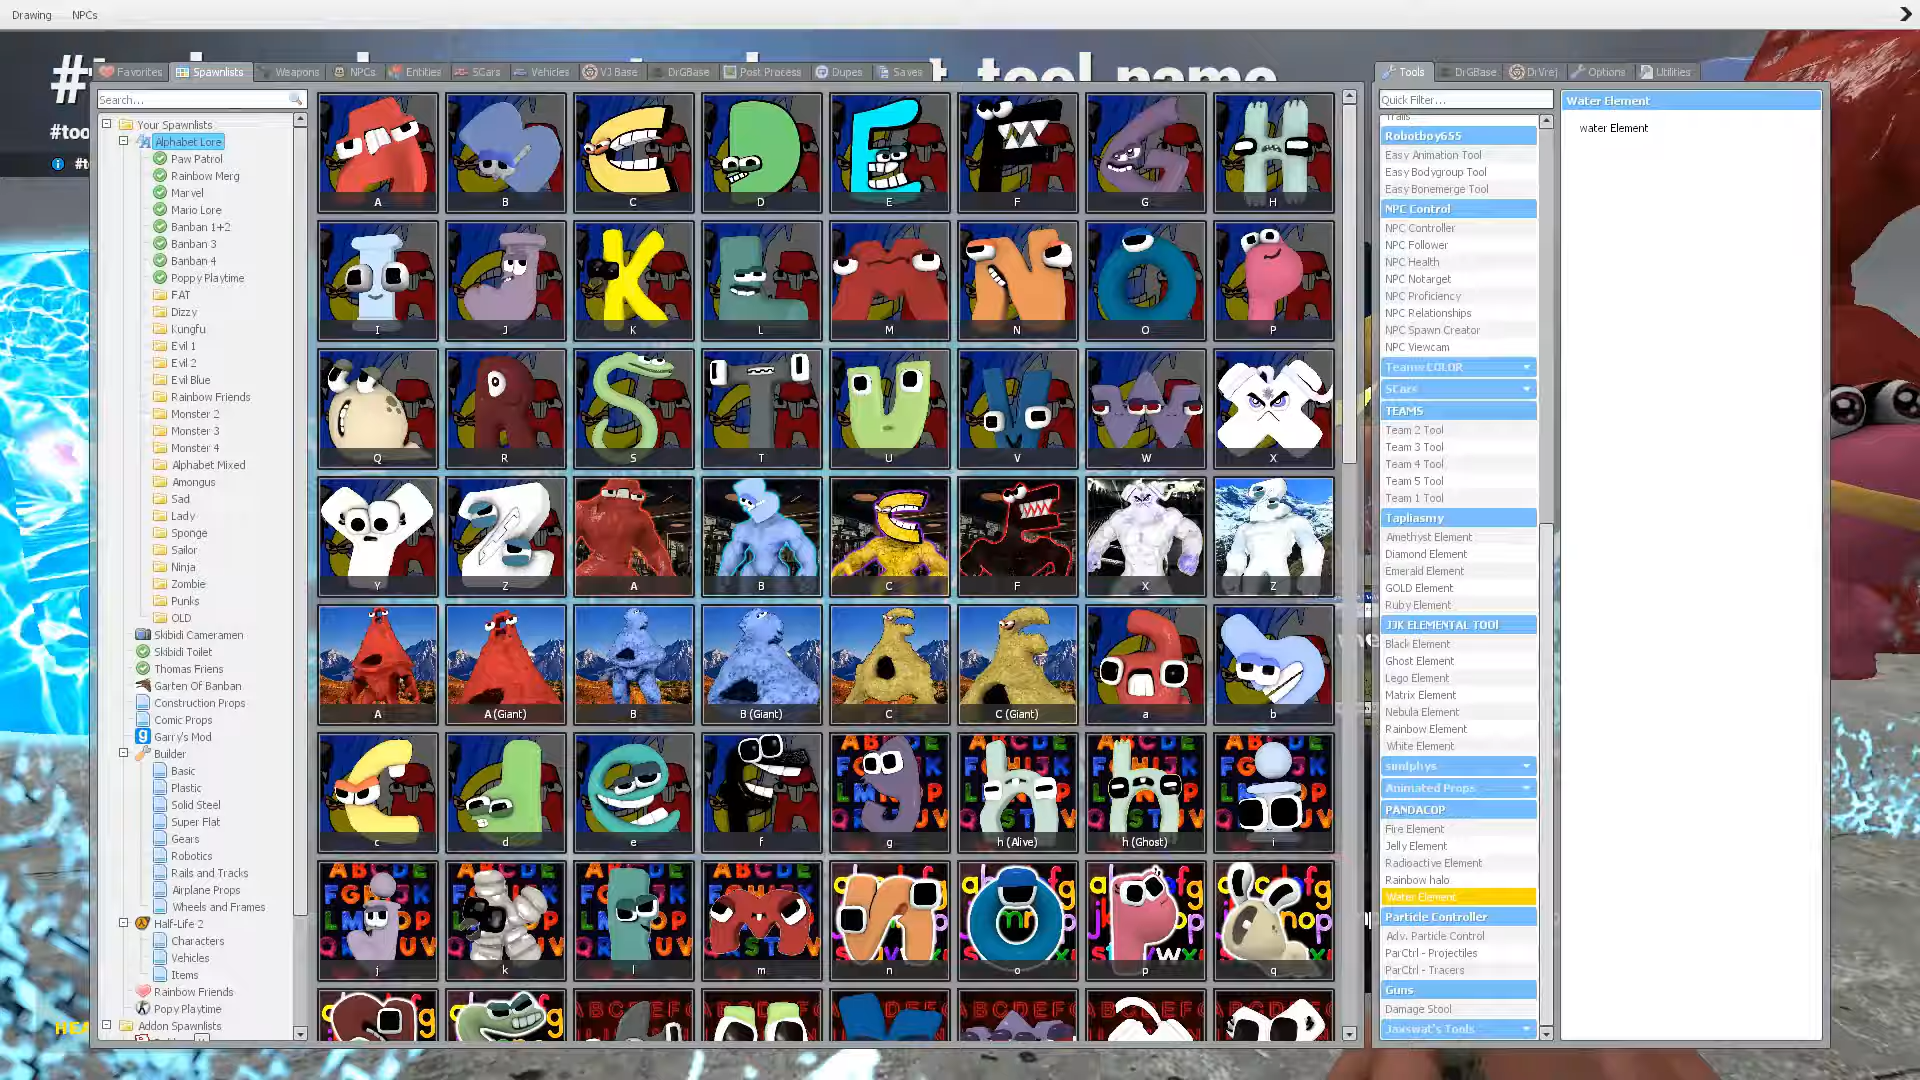 Drawing NPCs
Favorites Spawnlists Weapons NPCs Entities SCars Vehicles VJ Base DrGBase Post Process Dupes Saves
Tools DrGBase DrVrej Options Utilities
Search...
Your Spawnlists
Alphabet Lore
Paw Patrol
Rainbow Merg
Marvel
Mario Lore
Banban 1+2
Banban 3
Banban 4
Poppy Playtime
FAT
Dizzy
Kungfu
Evil 1
Evil 2
Evil Blue
Rainbow Friends
Monster 2
Monster 3
Monster 4
Alphabet Mixed
Amongus
Sad
Lady
Sponge
Sailor
Ninja
Zombie
Punks
OLD
Skibidi Cameramen
Skibidi Toilet
Thomas Friens
Garten Of Banban
Construction Props
Comic Props
Garry's Mod
Builder
Basic
Plastic
Solid Steel
Super Flat
Gears
Robotics
Rails and Tracks
Airplane Props
Wheels and Frames
Half-Life 2
Characters
Vehicles
Items
Rainbow Friends
Popy Playtime
Addon Spawnlists
A B C D E F G H
I J K L M N O P
Q R S T U V W X
Y Z A B C F X Z
A A (Giant) B B (Giant) C C (Giant) a b
c d e f g h (Alive) h (Ghost) i
j k l m n o p q
Quick Filter...
Trails
Robotboy655
Easy Animation Tool
Easy Bodygroup Tool
Easy Bonemerge Tool
NPC Control
NPC Controller
NPC Follower
NPC Health
NPC Notarget
NPC Proficiency
NPC Relationships
NPC Spawn Creator
NPC Viewcam
SCars
TEAMS
Team 2 Tool
Team 3 Tool
Team 4 Tool
Team 5 Tool
Team 1 Tool
Tapliasmy
Amethyst Element
Diamond Element
Emerald Element
GOLD Element
Ruby Element
JJK ELEMENTAL TOOl
Black Element
Ghost Element
Lego Element
Matrix Element
Nebula Element
Rainbow Element
White Element
simfphys
Animated Props
PANDACOP
Fire Element
Jelly Element
Radioactive Element
Rainbow halo
Water Element
Particle Controller
Adv. Particle Control
ParCtrl - Projectiles
ParCtrl - Tracers
Guns
Damage Stool
Jaxswat's Tools
Water Element
water Element